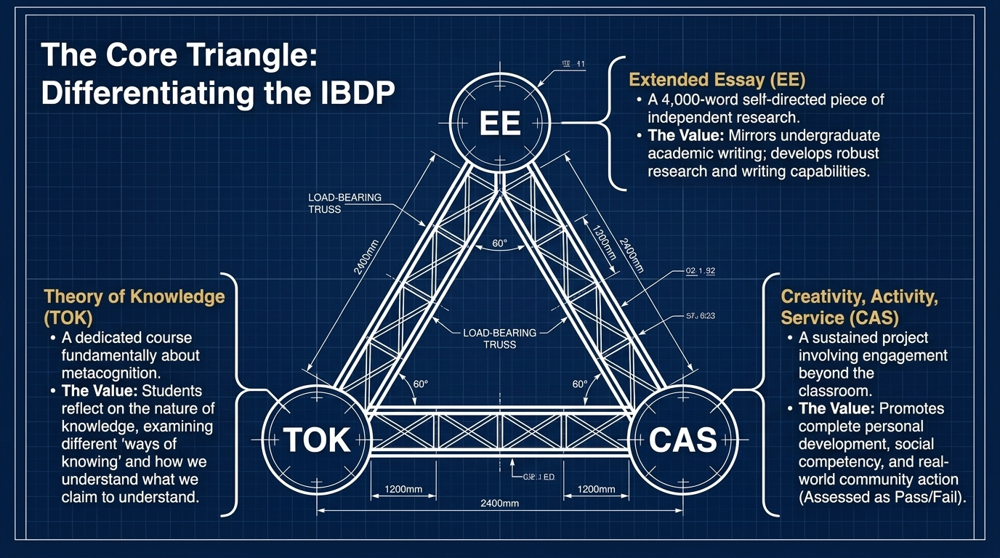 The Core Triangle:
Differentiating the IBDP
EE
Extended Essay (EE)
• A 4,000-word self-directed piece of
independent research.
• The Value: Mirrors undergraduate
academic writing; develops robust
research and writing capabilities.
LOAD-BEARING
TRUSS
2400mm
60°
1300mm
2400mm
LOAD-BEARING
TRUSS
60°
60°
Theory of Knowledge
(TOK)
• A dedicated course
fundamentally about
metacognition.
• The Value: Students
reflect on the nature of
knowledge, examining
different 'ways of
knowing' and how we
understand what we
claim to understand.
TOK
CAS
1200mm
1200mm
2400mm
Creativity, Activity,
Service (CAS)
• A sustained project
involving engagement
beyond the
classroom.
• The Value: Promotes
complete personal
development, social
competency, and real-
world community action
(Assessed as Pass/Fail).